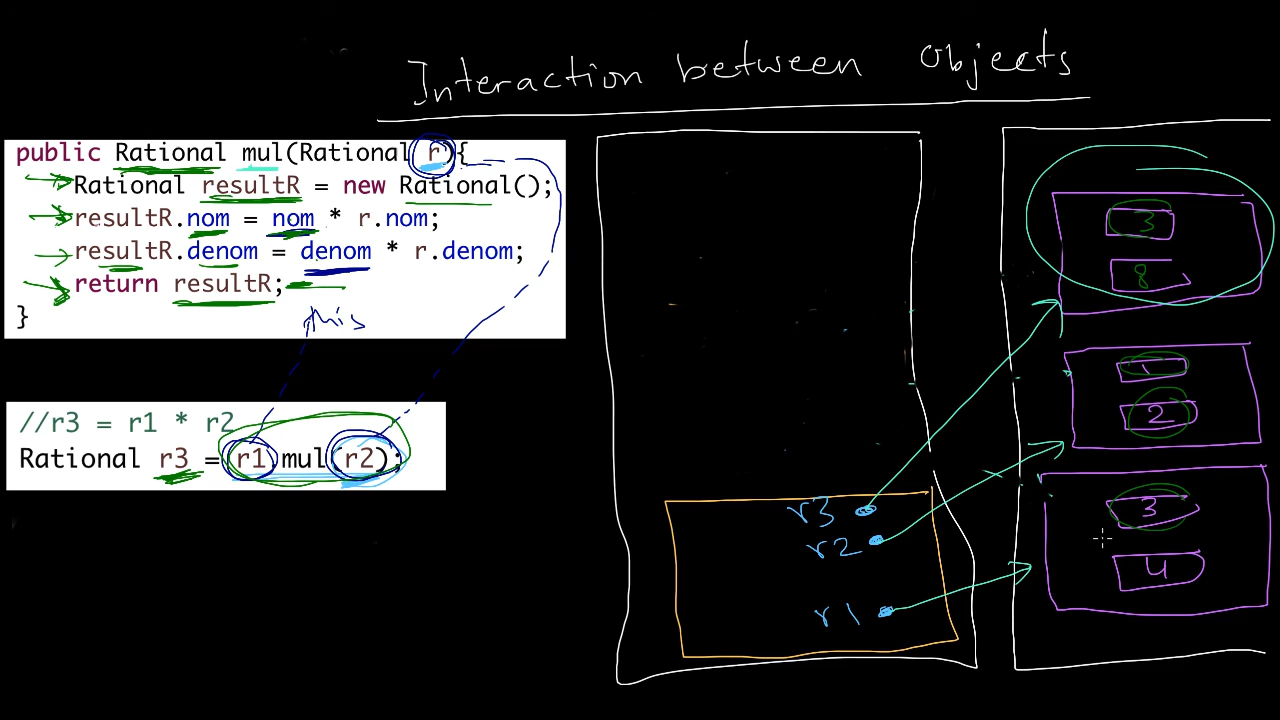 Interaction between Objects
public Rational mul(Rational r){
Rational resultR = new Rational();
resultR.nom = nom * r.nom;
resultR.denom = denom * r.denom;
return resultR;
}
this
//r3 = r1 * r2
Rational r3 = r1.mul(r2);
r3
r2
r1
3
8
1
2
3
4